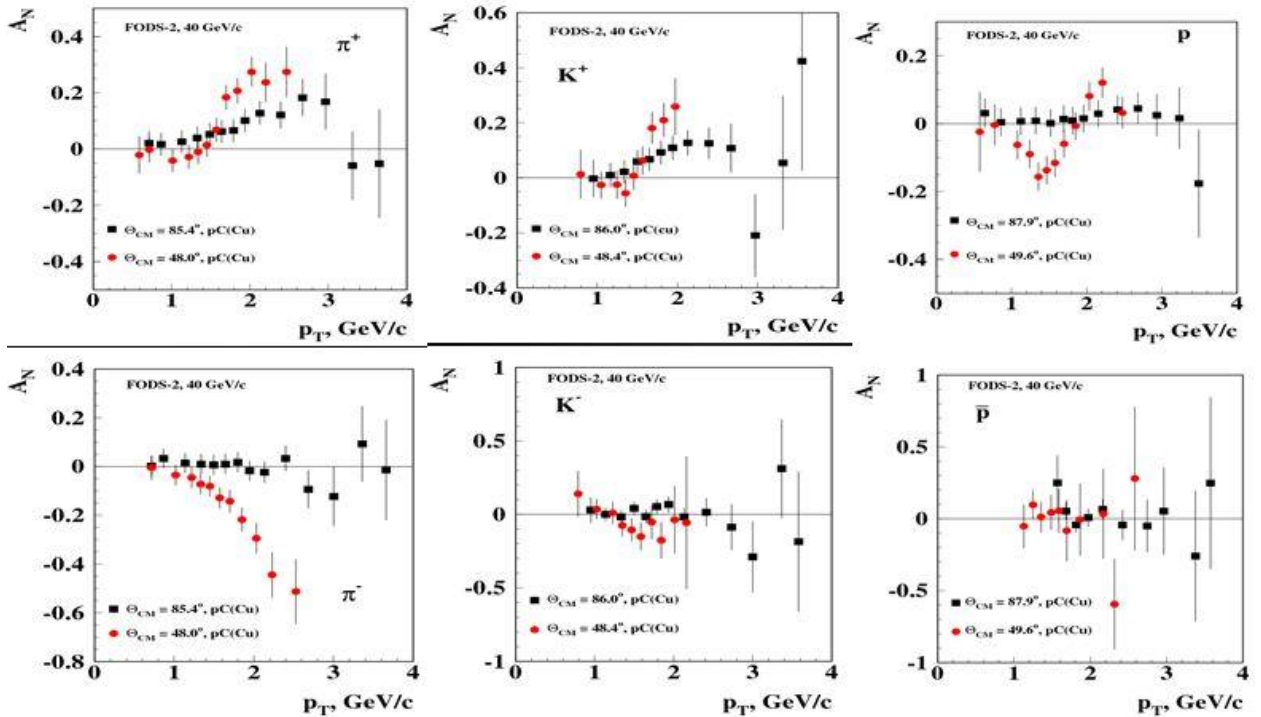 A_N
FODS-2, 40 GeV/c
π⁺
0.4
0.2
0
-0.2
-0.4
Θ_CM = 85.4°, pC(Cu)
Θ_CM = 48.0°, pC(Cu)
0 1 2 3 4
p_T, GeV/c
A_N
FODS-2, 40 GeV/c
K⁺
0.6
0.4
0.2
0
-0.2
-0.4
Θ_CM = 86.0°, pC(cu)
Θ_CM = 48.4°, pC(Cu)
0 1 2 3 4
p_T, GeV/c
A_N
FODS-2, 40 GeV/c
p
0.2
0
-0.2
-0.4
Θ_CM = 87.9°, pC(Cu)
Θ_CM = 49.6°, pC(Cu)
0 1 2 3 4
p_T, GeV/c
A_N
FODS-2, 40 GeV/c
0.4
0.2
0
-0.2
-0.4
-0.6
-0.8
π⁻
Θ_CM = 85.4°, pC(Cu)
Θ_CM = 48.0°, pC(Cu)
0 1 2 3 4
p_T, GeV/c
A_N
FODS-2, 40 GeV/c
K⁻
1
0.5
0
-0.5
-1
Θ_CM = 86.0°, pC(Cu)
Θ_CM = 48.4°, pC(Cu)
0 1 2 3 4
p_T, GeV/c
A_N
FODS-2, 40 GeV/c
p̅
1
0.5
0
-0.5
-1
Θ_CM = 87.9°, pC(Cu)
Θ_CM = 49.6°, pC(Cu)
0 1 2 3 4
p_T, GeV/c